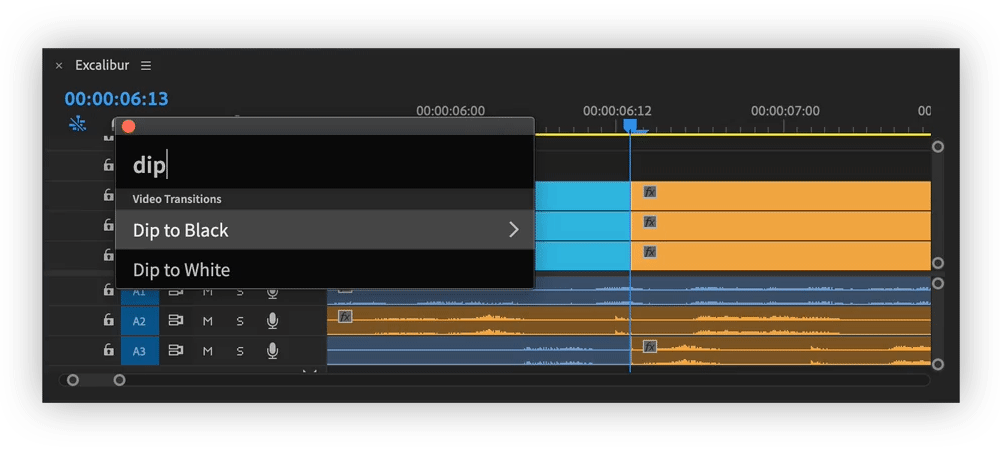 × Excalibur ☰
00:00:06:13
00:00:06:00 00:00:06:12 00:00:07:00 00
dip
Video Transitions
Dip to Black
Dip to White
fx
fx
fx
A1 M S
A2 M S fx
A3 M S fx